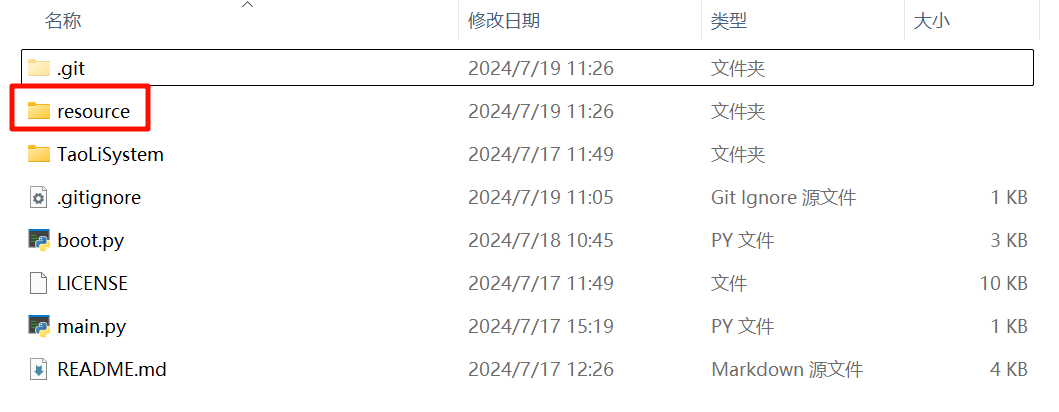 名称 修改日期 类型 大小
.git 2024/7/19 11:26 文件夹
resource 2024/7/19 11:26 文件夹
TaoLiSystem 2024/7/17 11:49 文件夹
.gitignore 2024/7/19 11:05 Git Ignore 源文件 1 KB
boot.py 2024/7/18 10:45 PY 文件 3 KB
LICENSE 2024/7/17 11:49 文件 10 KB
main.py 2024/7/17 15:19 PY 文件 1 KB
README.md 2024/7/17 12:26 Markdown 源文件 4 KB